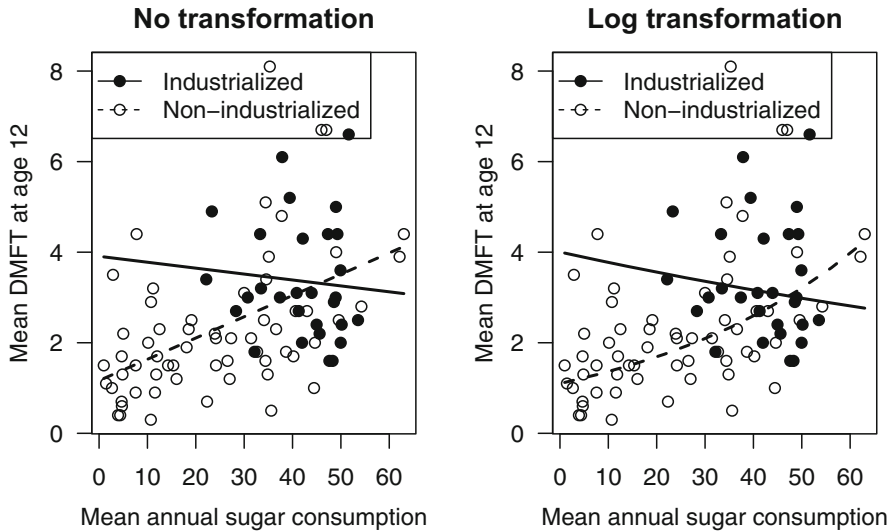 No transformation
Mean DMFT at age 12
8
6
4
2
0
Industrialized
Non−industrialized
0 10 20 30 40 50 60
Mean annual sugar consumption
Log transformation
Mean DMFT at age 12
8
6
4
2
0
Industrialized
Non−industrialized
0 10 20 30 40 50 60
Mean annual sugar consumption